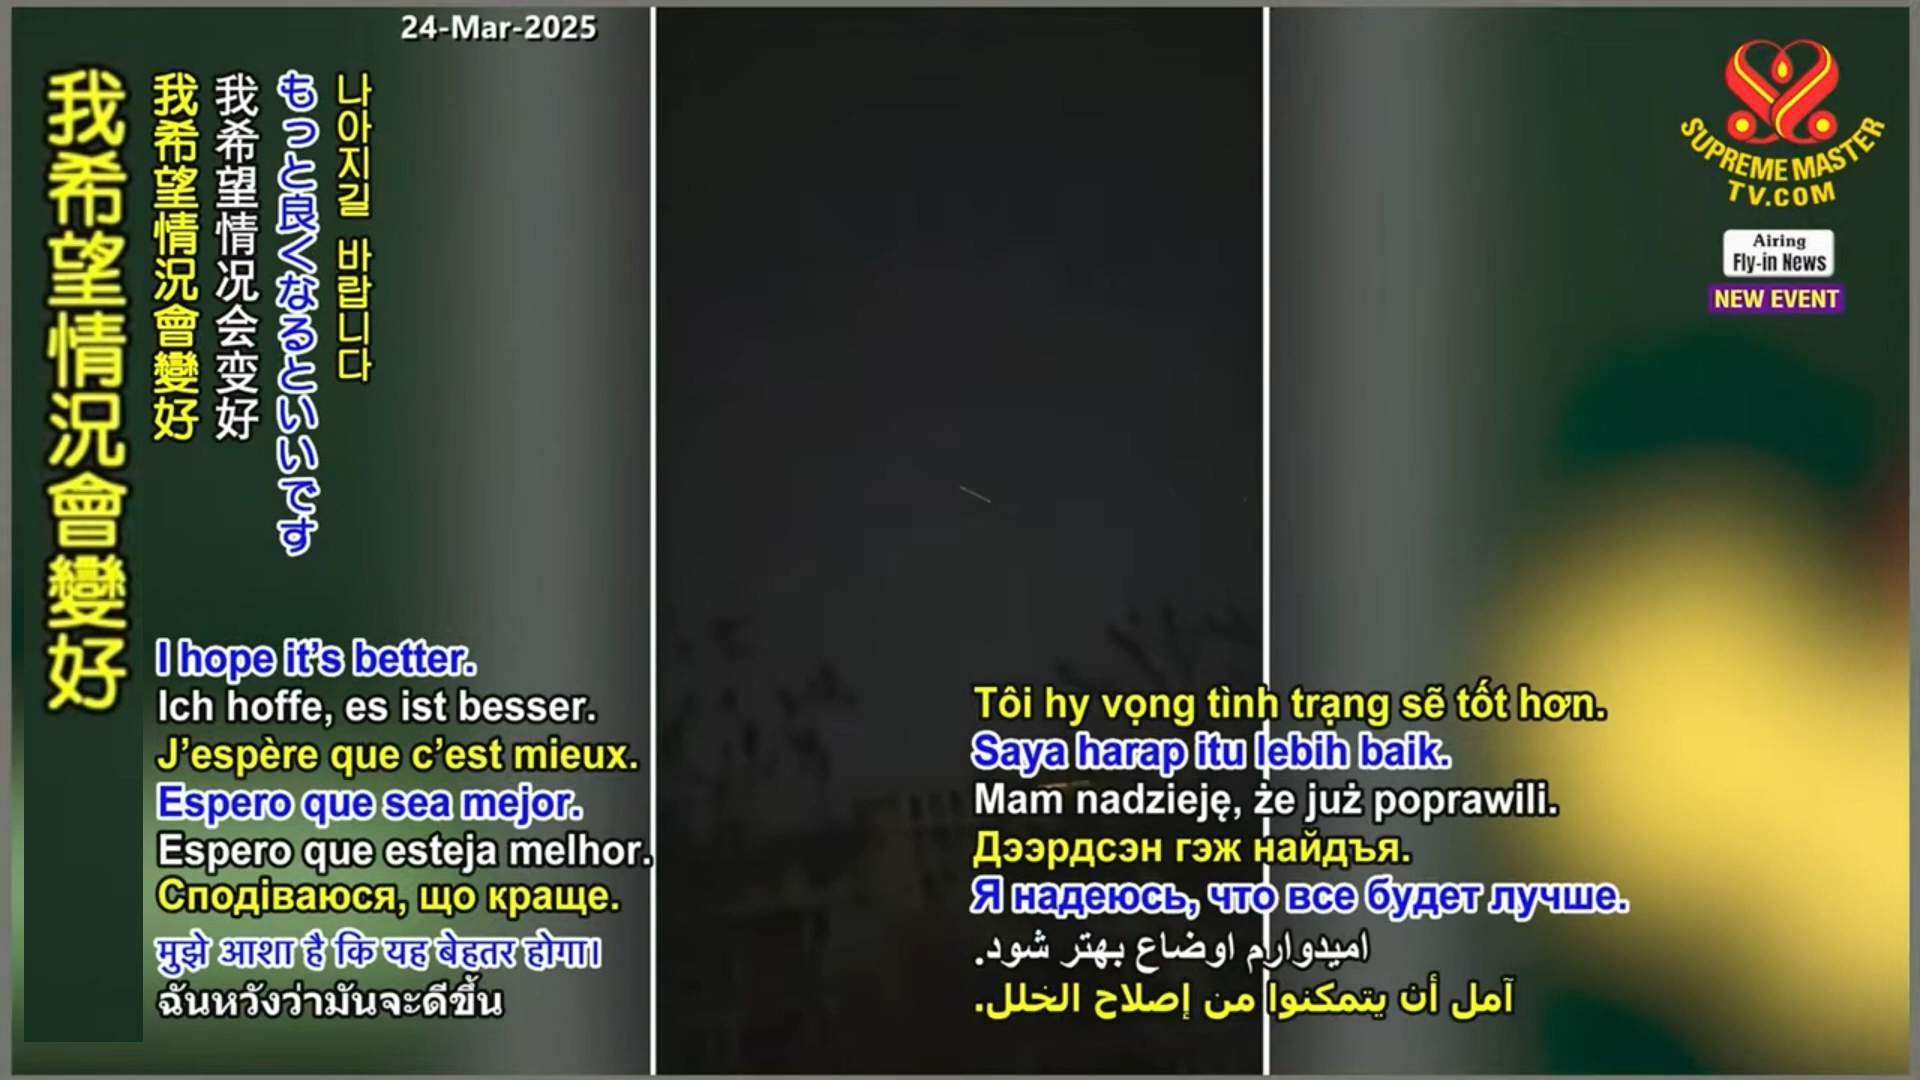 24-Mar-2025
我希望情況會變好
我希望情況會變好
我希望情况会变好
もっと良くなるといいです
나아지길 바랍니다
SUPREME MASTER
TV.COM
Airing
Fly-in News
NEW EVENT
I hope it’s better.
Ich hoffe, es ist besser.
J’espère que c’est mieux.
Espero que sea mejor.
Espero que esteja melhor.
Сподіваюся, що краще.
मुझे आशा है कि यह बेहतर होगा।
ฉันหวังว่ามันจะดีขึ้น
Tôi hy vọng tình trạng sẽ tốt hơn.
Saya harap itu lebih baik.
Mam nadzieję, że już poprawili.
Дээрдсэн гэж найдъя.
Я надеюсь, что все будет лучше.
امیدوارم اوضاع بهتر شود.
آمل أن يتمكنوا من إصلاح الخلل.